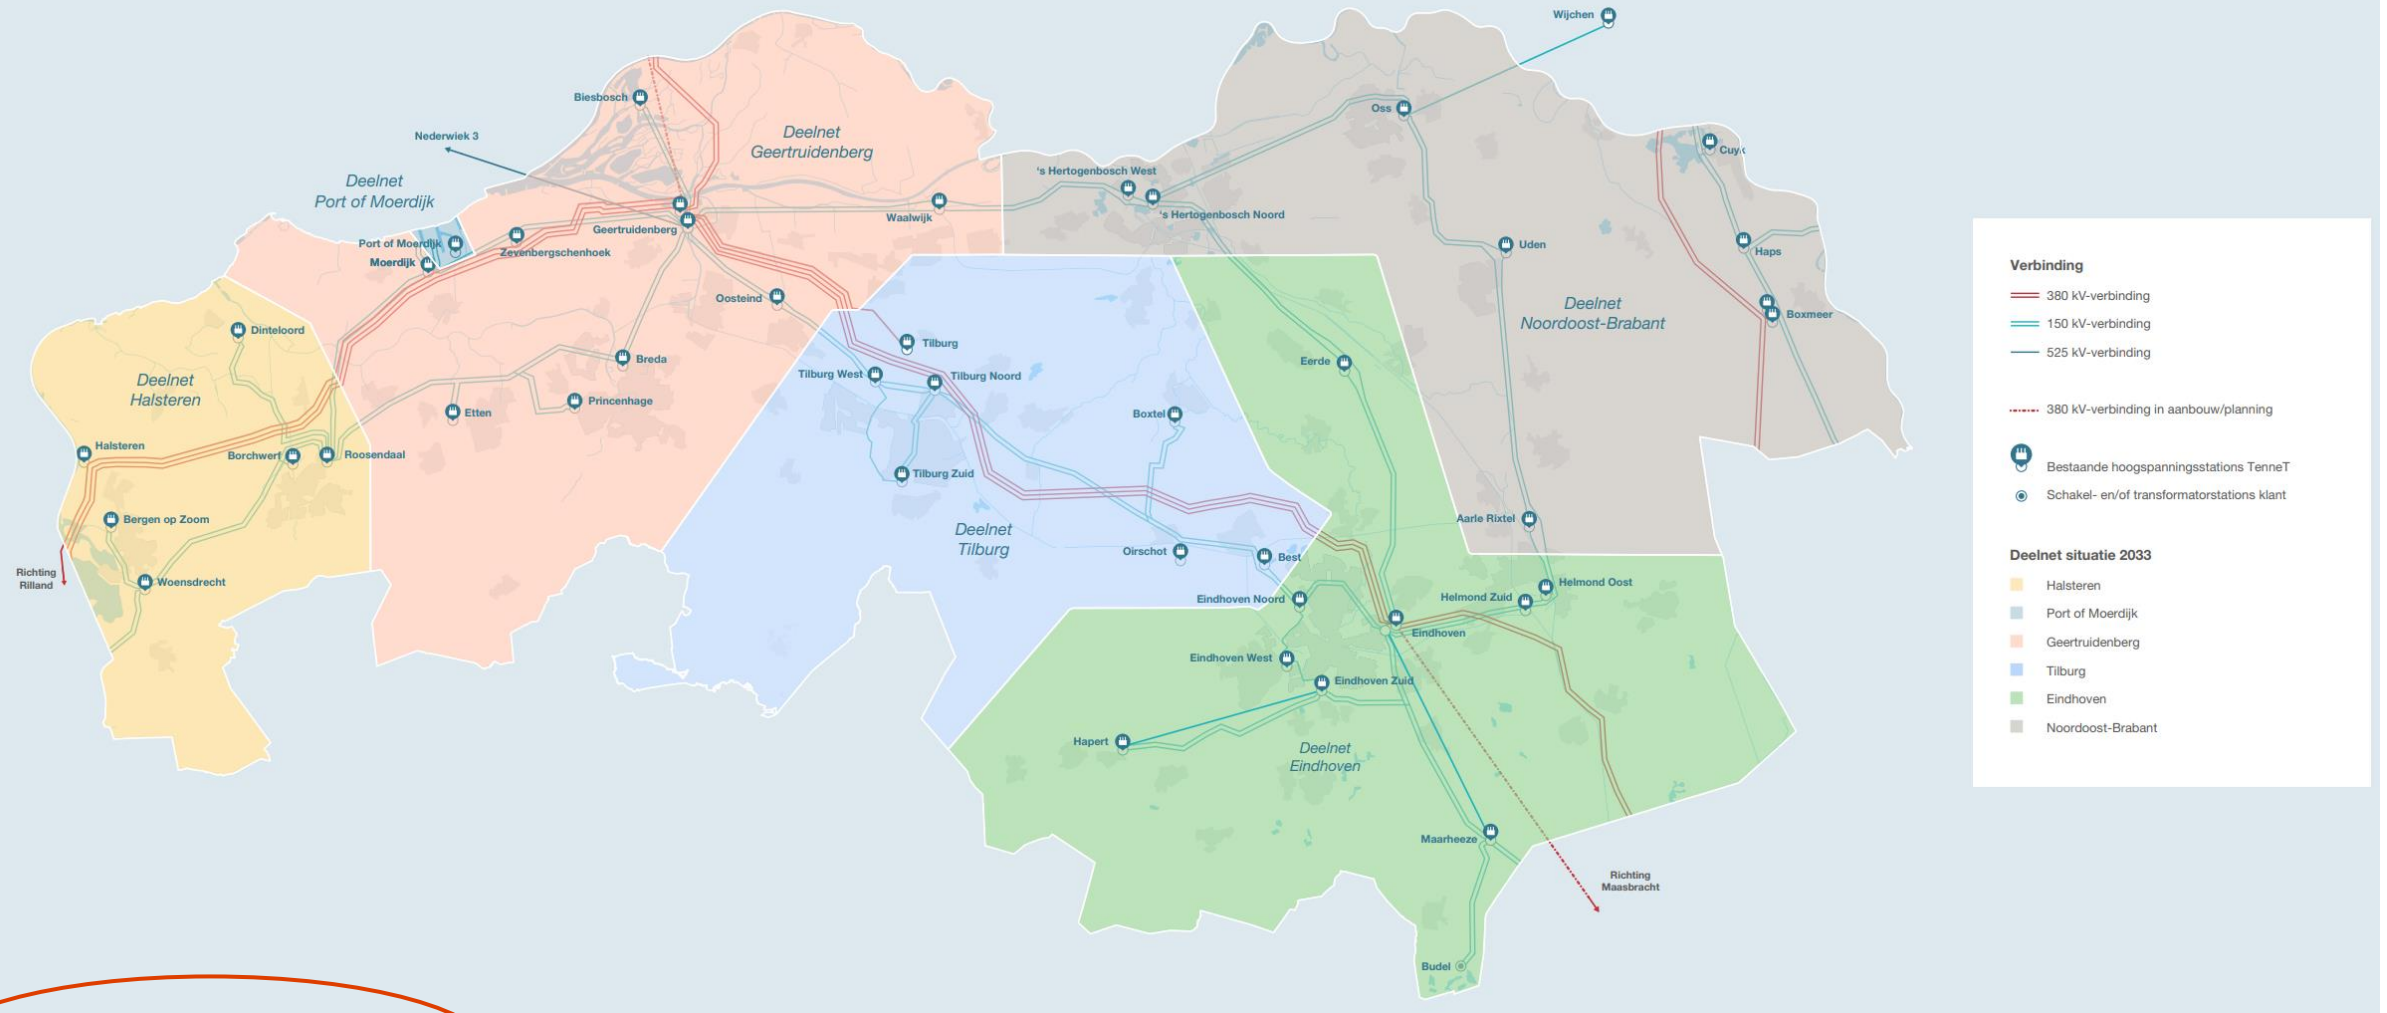 Wijchen
Biesbosch
Oss
Nederwiek 3
Deelnet
Geertruidenberg
Cuyk
's Hertogenbosch West
Deelnet
Port of Moerdijk
Waalwijk
's Hertogenbosch Noord
Geertruidenberg
Port of Moerdijk
Zevenbergschenhoek
Moerdijk
Uden
Haps
Oosteind
Deelnet
Noordoost-Brabant
Boxmeer
Dinteloord
Tilburg
Breda
Eerde
Deelnet
Halsteren
Tilburg West
Tilburg Noord
Princenhage
Etten
Boxtel
Halsteren
Borchwerf
Roosendaal
Tilburg Zuid
Bergen op Zoom
Aarle Rixtel
Deelnet
Tilburg
Oirschot
Best
Richting
Rilland
Woensdrecht
Helmond Oost
Eindhoven Noord
Helmond Zuid
Eindhoven
Eindhoven West
Eindhoven Zuid
Hapert
Deelnet
Eindhoven
Maarheeze
Richting
Maasbracht
Budel
Verbinding
380 kV-verbinding
150 kV-verbinding
525 kV-verbinding
380 kV-verbinding in aanbouw/planning
Bestaande hoogspanningsstations TenneT
Schakel- en/of transformatorstations klant
Deelnet situatie 2033
Halsteren
Port of Moerdijk
Geertruidenberg
Tilburg
Eindhoven
Noordoost-Brabant